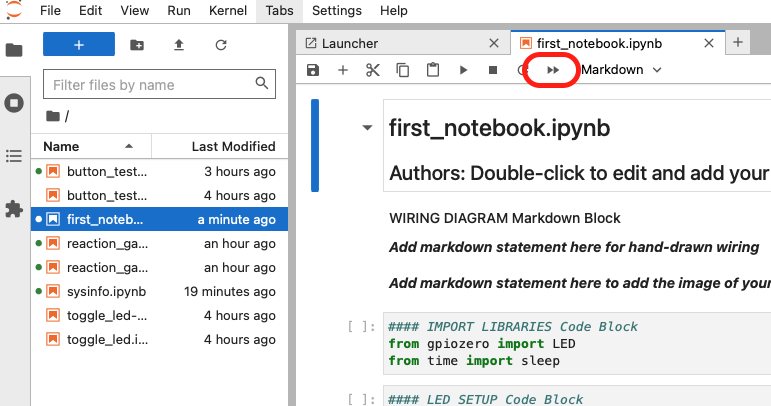 File Edit View Run Kernel Tabs Settings Help
+
Filter files by name
/
Name Last Modified
button_test... 3 hours ago
button_test... 4 hours ago
first_noteb... a minute ago
reaction_ga... an hour ago
reaction_ga... an hour ago
sysinfo.ipynb 19 minutes ago
toggle_led-... 4 hours ago
toggle_led.i... 4 hours ago
Launcher
first_notebook.ipynb
Markdown
first_notebook.ipynb
Authors: Double-click to edit and add your
WIRING DIAGRAM Markdown Block
Add markdown statement here for hand-drawn wiring
Add markdown statement here to add the image of your
[ ]: #### IMPORT LIBRARIES Code Block
from gpiozero import LED
from time import sleep
[ ]: #### LED SETUP Code Block